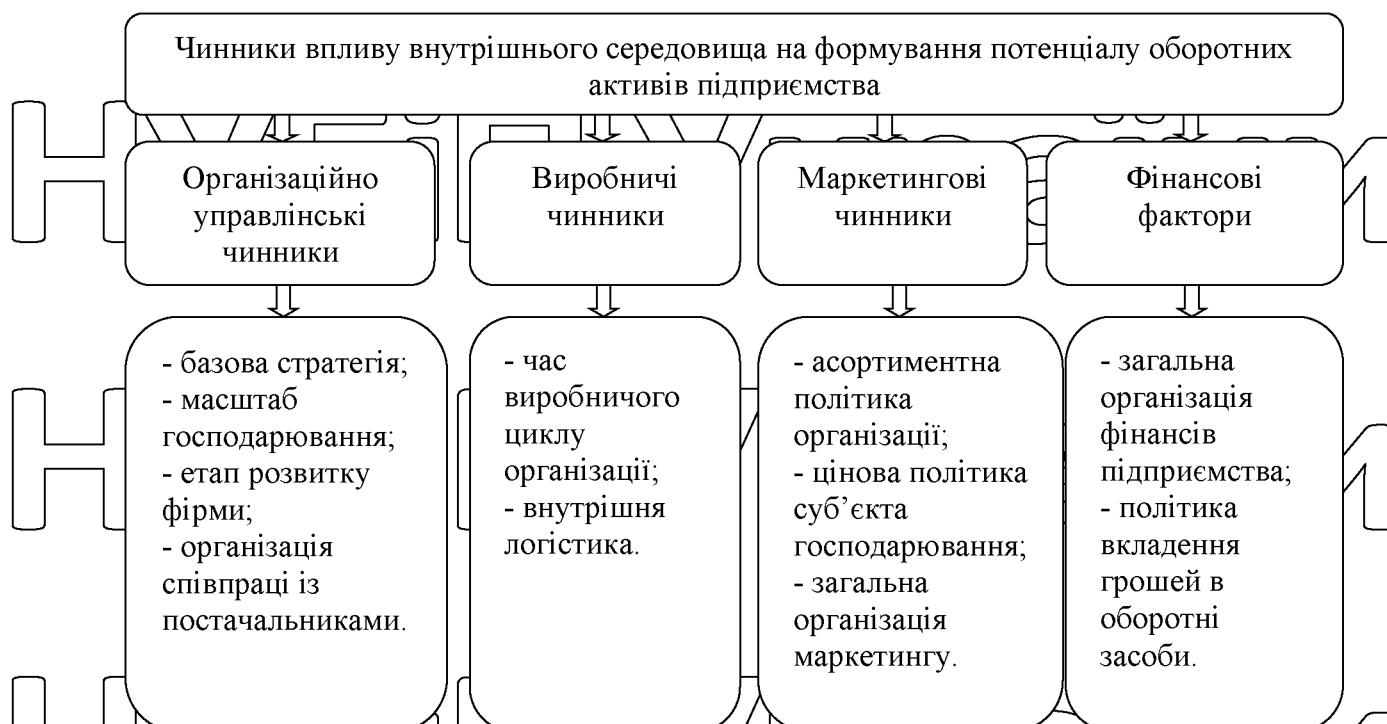 Чинники впливу внутрішнього середовища на формування потенціалу оборотних
активів підприємства
Організаційно
управлінські
чинники
Виробничі
чинники
Маркетингові
чинники
Фінансові
фактори
- базова стратегія;
- масштаб
господарювання;
- етап розвитку
фірми;
- організація
співпраці із
постачальниками.
- час
виробничого
циклу
організації;
- внутрішня
логістика.
- асортиментна
політика
організації;
- цінова політика
суб’єкта
господарювання;
- загальна
організація
маркетингу.
- загальна
організація
фінансів
підприємства;
- політика
вкладення
грошей в
оборотні
засоби.